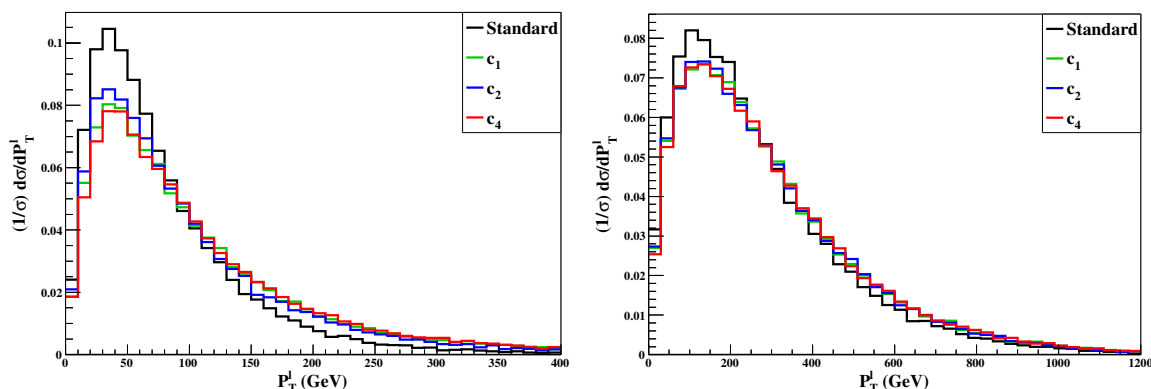 (1/σ) dσ/dP_T^l
0.1
0.08
0.06
0.04
0.02
0
Standard
c₁
c₂
c₄
0 50 100 150 200 250 300 350 400
P_T^l (GeV)
(1/σ) dσ/dP_T^l
0.08
0.07
0.06
0.05
0.04
0.03
0.02
0.01
0
Standard
c₁
c₂
c₄
0 200 400 600 800 1000 1200
P_T^l (GeV)